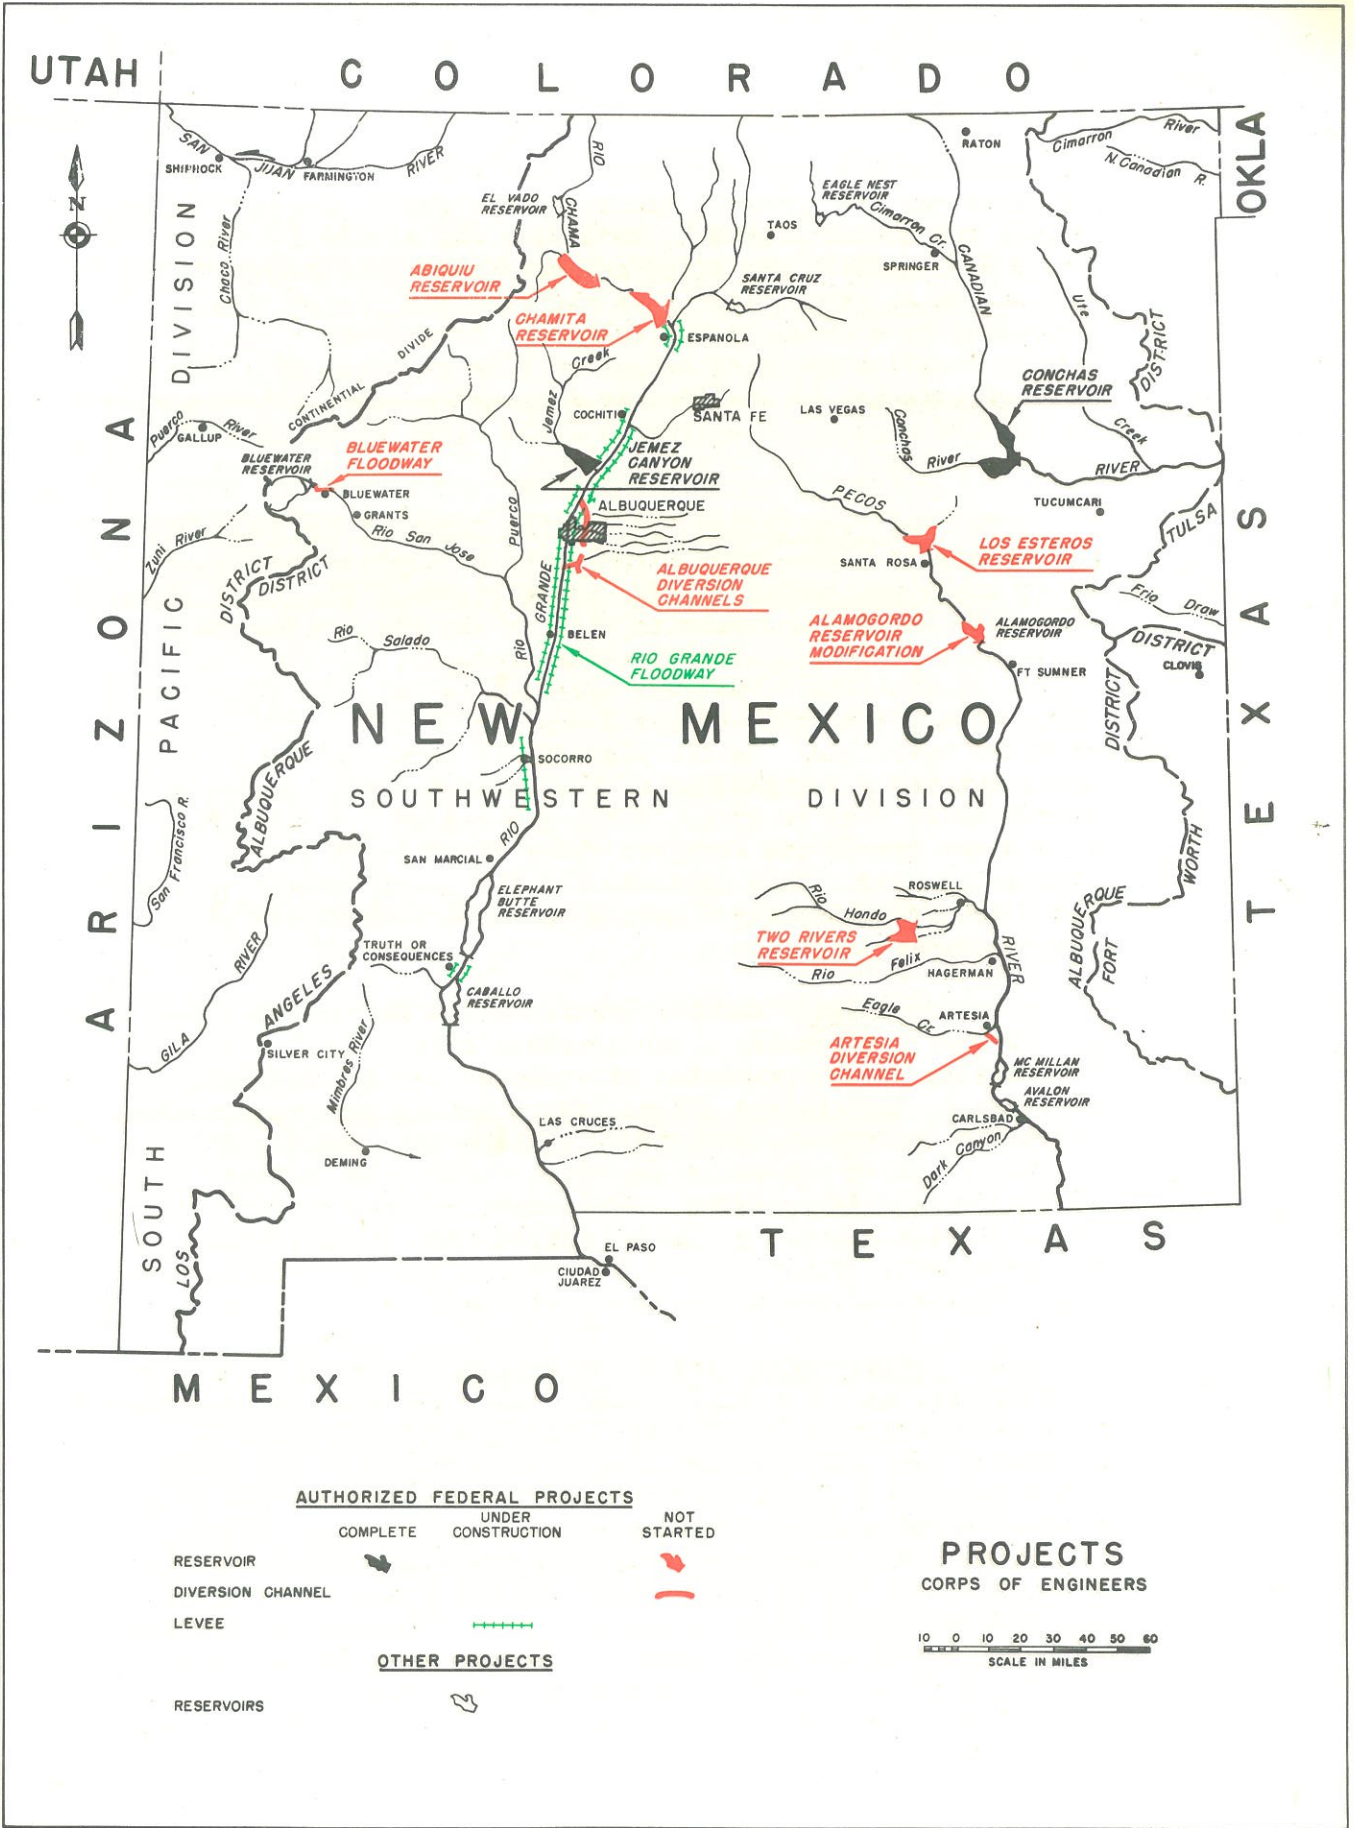 UTAH
COLORADO
OKLA
SAN
JUAN
RIVER
SHIPROCK
FARMINGTON
RIO
CHAMA
EL VADO
RESERVOIR
EAGLE NEST
RESERVOIR
Cimarron Cr.
TAOS
SPRINGER
RATON
Cimarron
River
N. Canadian R.
N
DIVISION
Chaco River
ABIQUIU
RESERVOIR
CHAMITA
RESERVOIR
SANTA CRUZ
RESERVOIR
ESPANOLA
CANADIAN
Ute
Creek
DISTRICT
CONTINENTAL
DIVIDE
Jemez
Creek
COCHITI
SANTA FE
LAS VEGAS
CONCHAS
RESERVOIR
Conchas
River
RIVER
Puerco
River
GALLUP
BLUEWATER
RESERVOIR
BLUEWATER
FLOODWAY
BLUEWATER
GRANTS
Rio San Jose
JEMEZ
CANYON
RESERVOIR
ALBUQUERQUE
Puerco
Rio
PECOS
TUCUMCARI
TULSA
Zuni River
DISTRICT
DISTRICT
ALBUQUERQUE
DIVERSION
CHANNELS
GRANDE
SANTA ROSA
LOS ESTEROS
RESERVOIR
ARIZONA
PACIFIC
Rio Salado
BELEN
RIO GRANDE
FLOODWAY
ALAMOGORDO
RESERVOIR
MODIFICATION
ALAMOGORDO
RESERVOIR
FT SUMNER
Frio Draw
DISTRICT
CLOVIS
DISTRICT
TEXAS
NEW MEXICO
SOCORRO
SOUTHWESTERN DIVISION
ALBUQUERQUE
San Francisco R.
RIO
SAN MARCIAL
ELEPHANT
BUTTE
RESERVOIR
Rio
Hondo
ROSWELL
TWO RIVERS
RESERVOIR
Rio Felix
HAGERMAN
RIVER
ALBUQUERQUE
FORT
WORTH
TRUTH OR
CONSEQUENCES
CABALLO
RESERVOIR
GILA
RIVER
ANGELES
SILVER CITY
Mimbres River
Eagle
Cr.
ARTESIA
ARTESIA
DIVERSION
CHANNEL
MC MILLAN
RESERVOIR
AVALON
RESERVOIR
CARLSBAD
Dark Canyon
LAS CRUCES
DEMING
SOUTH
LOS
TEXAS
EL PASO
CIUDAD
JUAREZ
MEXICO
AUTHORIZED FEDERAL PROJECTS
COMPLETE
UNDER
CONSTRUCTION
NOT
STARTED
RESERVOIR
DIVERSION CHANNEL
LEVEE
OTHER PROJECTS
RESERVOIRS
PROJECTS
CORPS OF ENGINEERS
10 0 10 20 30 40 50 60
SCALE IN MILES